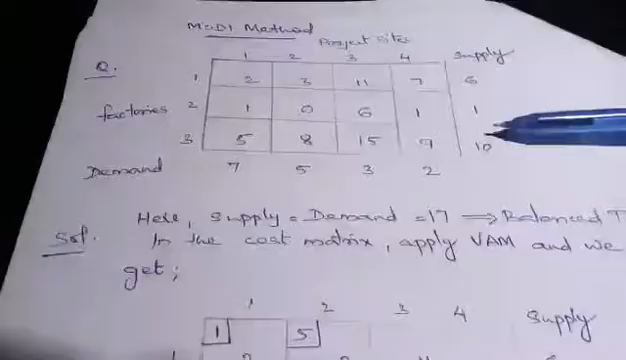 MODI Method
Project Sites
Q. 1 2 3 4 Supply
1 2 3 11 7 6
factories 2 1 0 6 1 1
3 5 8 15 9 10
Demand 7 5 3 2
Here, Supply = Demand = 17 ⟹ Balanced T
Sol. In the cost matrix, apply VAM and we
get;
1 2 3 4 Supply
1 5